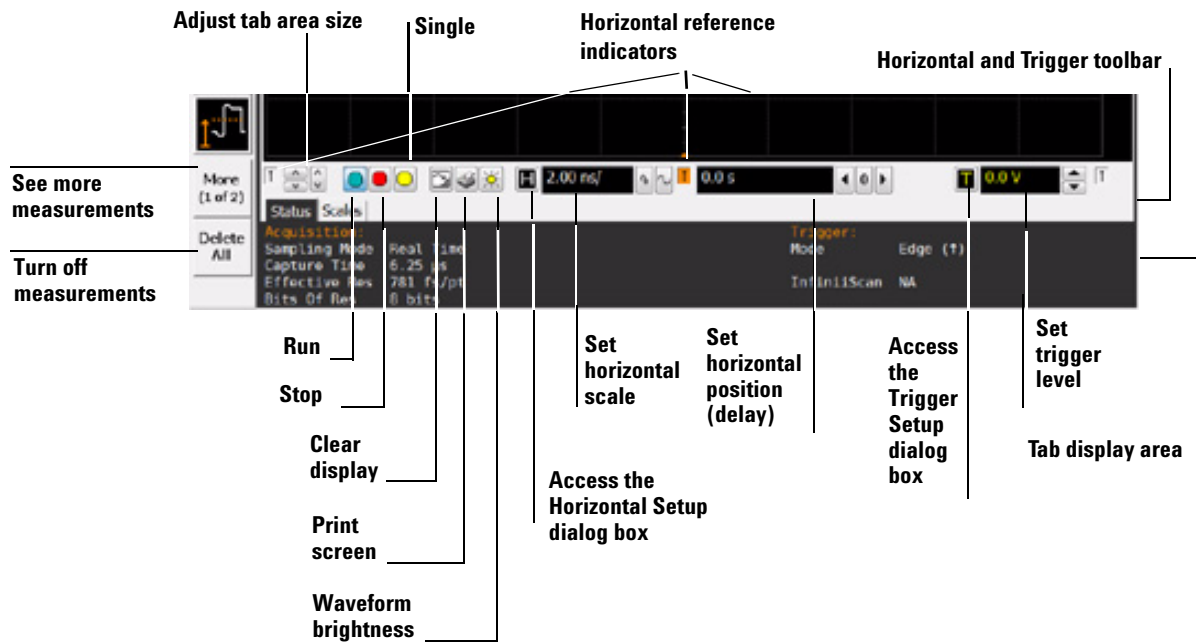 Adjust tab area size
Single
Horizontal reference
indicators
Horizontal and Trigger toolbar
See more
measurements
Turn off
measurements
More
(1 of 2)
Delete
All
T
H
2.00 ns/
T
0.0 s
0
T
0.0 V
T
Status Scales
Acquisition:
Sampling Mode Real Time
Capture Time 6.25 µs
Effective Res 781 fs/pt
Bits Of Res 8 bits
Trigger:
Mode Edge (↑)
InfiniiScan NA
Run
Stop
Clear
display
Print
screen
Waveform
brightness
Access the
Horizontal Setup
dialog box
Set
horizontal
scale
Set
horizontal
position
(delay)
Access
the
Trigger
Setup
dialog
box
Set
trigger
level
Tab display area